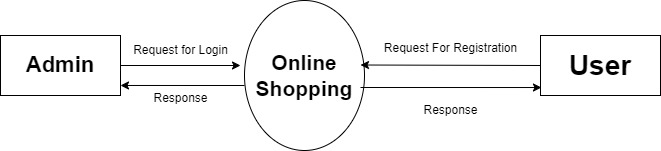 Request for Login
Request For Registration
Admin
Online
Shopping
User
Response
Response